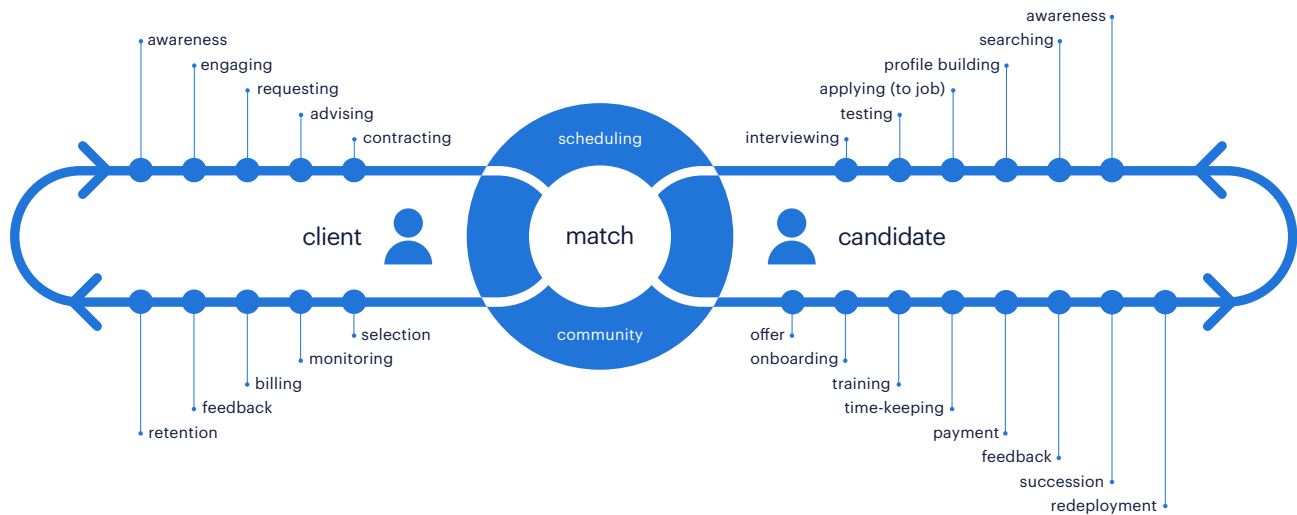 awareness
engaging
requesting
advising
contracting
awareness
searching
profile building
applying (to job)
testing
interviewing
scheduling
client
match
candidate
community
selection
monitoring
billing
feedback
retention
offer
onboarding
training
time-keeping
payment
feedback
succession
redeployment